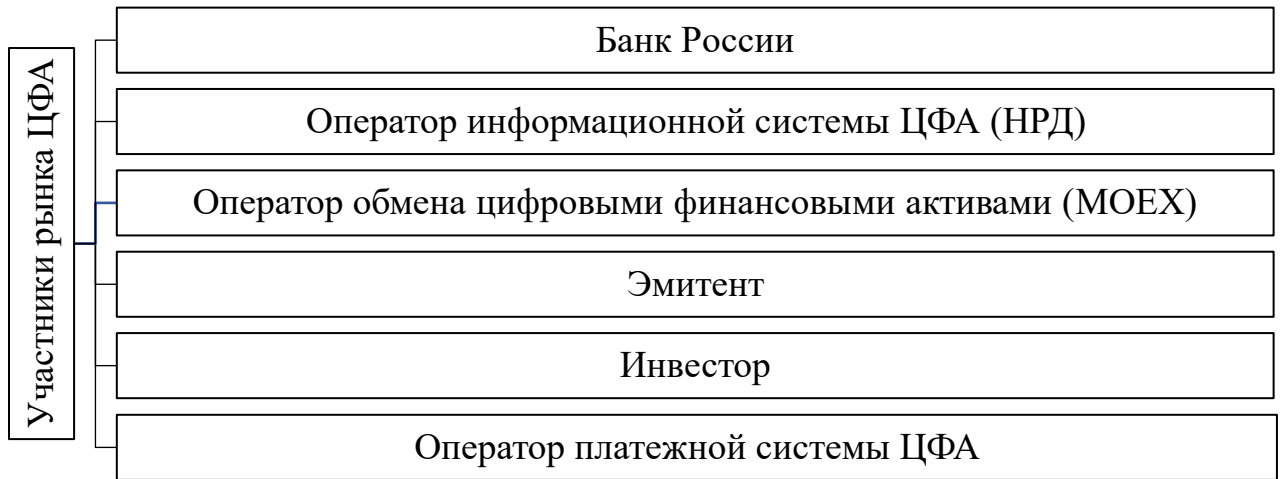 Участники рынка ЦФА
Банк России
Оператор информационной системы ЦФА (НРД)
Оператор обмена цифровыми финансовыми активами (МОЕХ)
Эмитент
Инвестор
Оператор платежной системы ЦФА